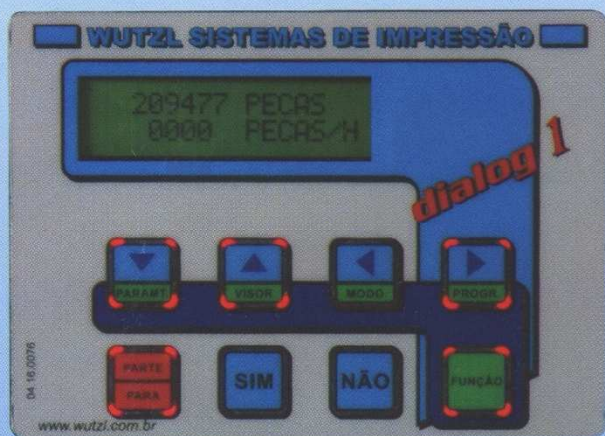 WUTZL SISTEMAS DE IMPRESSÃO
209477 PECAS
0000 PECAS/H
dialog 1
PARAMT. VISOR MODO PROGR.
PARTE
PARA
SIM NÃO FUNÇÃO
04.16.0076
www.wutzl.com.br